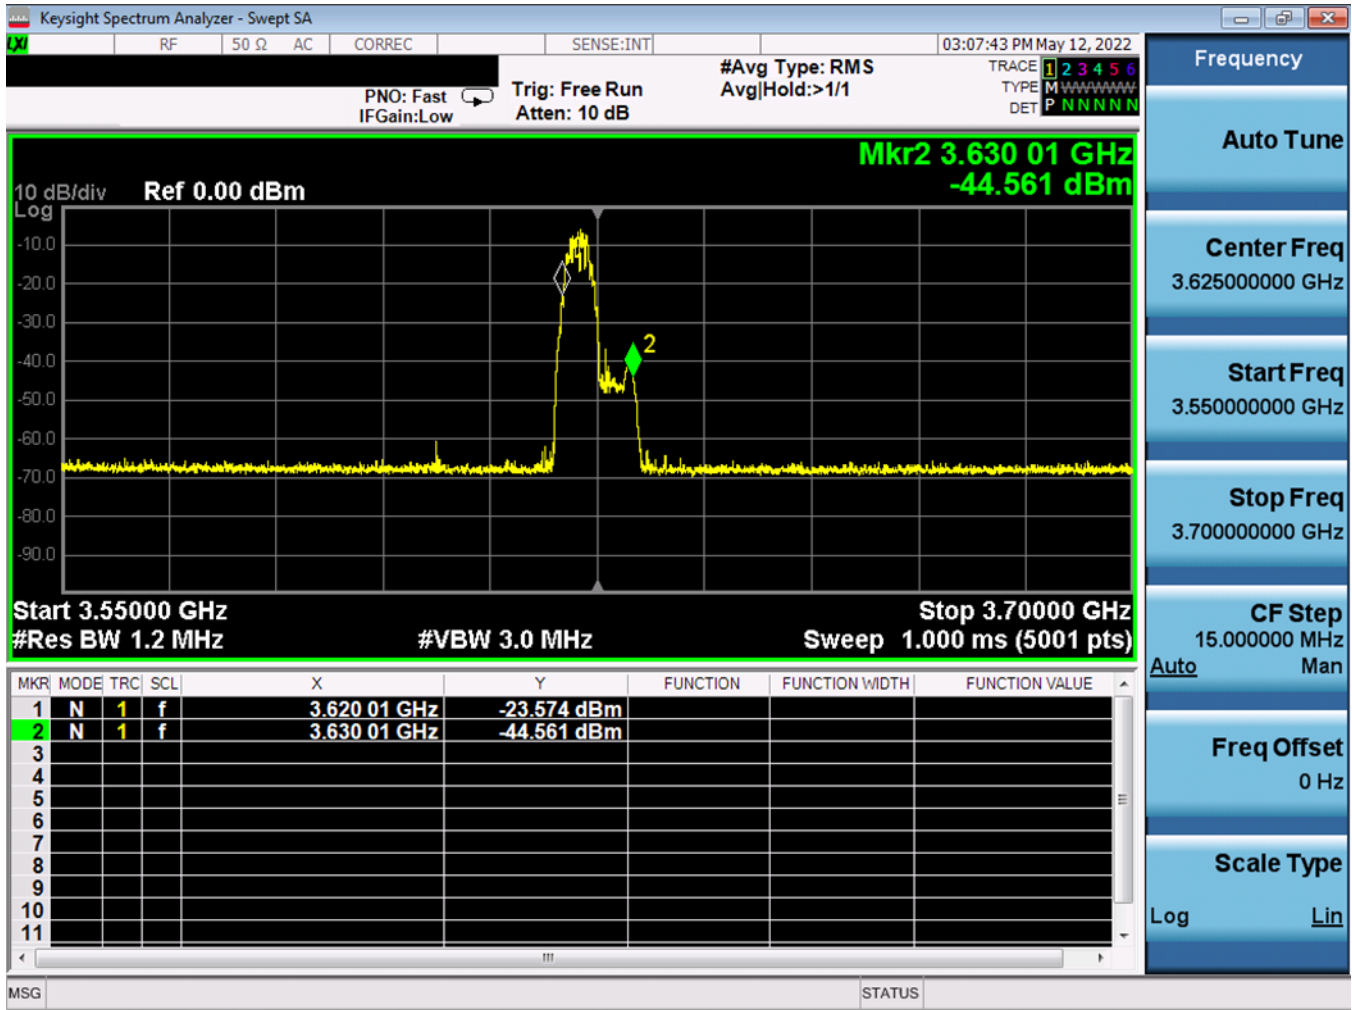 Keysight Spectrum Analyzer - Swept SA
LXI RF 50 Ω AC CORREC SENSE:INT 03:07:43 PM May 12, 2022
PNO: Fast
IFGain:Low
Trig: Free Run
Atten: 10 dB
#Avg Type: RMS
Avg|Hold:>1/1
TRACE 1 2 3 4 5 6
TYPE M W W W W W
DET P N N N N N
Mkr2 3.630 01 GHz
-44.561 dBm
10 dB/div Ref 0.00 dBm
Log
-10.0
-20.0
-30.0
-40.0
-50.0
-60.0
-70.0
-80.0
-90.0
1
2
Start 3.55000 GHz Stop 3.70000 GHz
#Res BW 1.2 MHz #VBW 3.0 MHz Sweep 1.000 ms (5001 pts)
MKR MODE TRC SCL X Y FUNCTION FUNCTION WIDTH FUNCTION VALUE
1 N 1 f 3.620 01 GHz -23.574 dBm
2 N 1 f 3.630 01 GHz -44.561 dBm
3
4
5
6
7
8
9
10
11
MSG STATUS
Frequency
Auto Tune
Center Freq
3.625000000 GHz
Start Freq
3.550000000 GHz
Stop Freq
3.700000000 GHz
CF Step
15.000000 MHz
Auto Man
Freq Offset
0 Hz
Scale Type
Log Lin